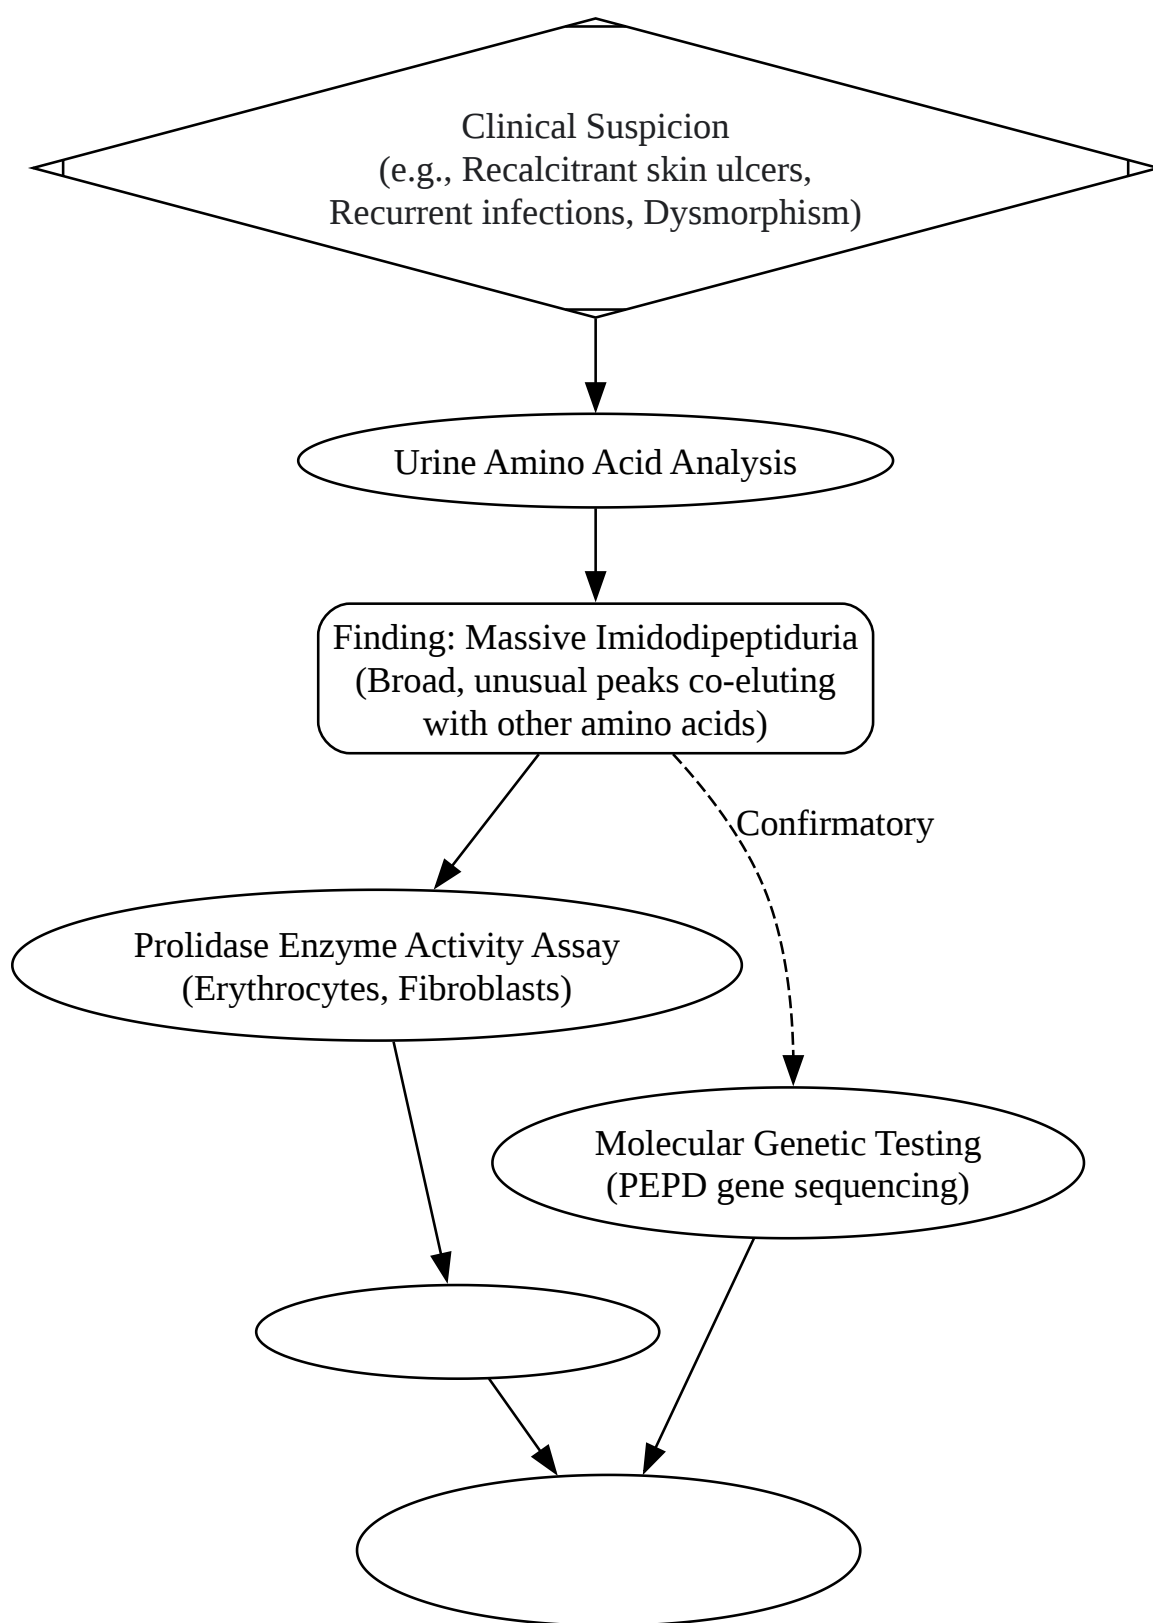 Clinical Suspicion
(e.g., Recalcitrant skin ulcers,
Recurrent infections, Dysmorphism)
Urine Amino Acid Analysis
Finding: Massive Imidodipeptiduria
(Broad, unusual peaks co-eluting
with other amino acids)
Confirmatory
Prolidase Enzyme Activity Assay
(Erythrocytes, Fibroblasts)
Molecular Genetic Testing
(PEPD gene sequencing)